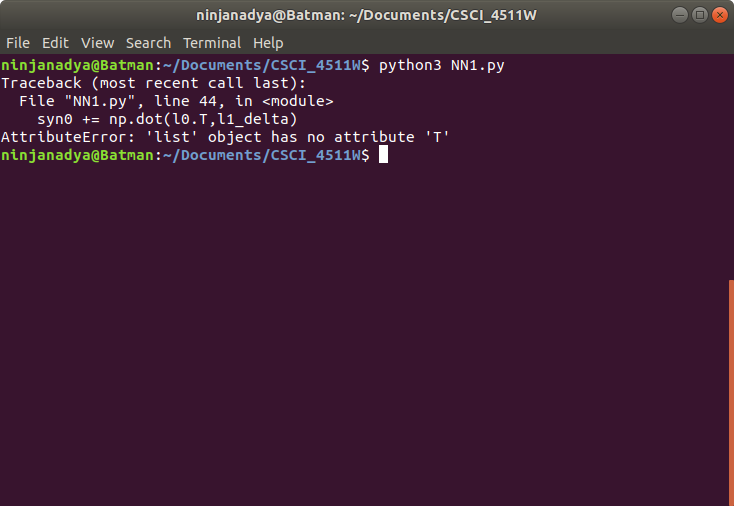 ninjanadya@Batman: ~/Documents/CSCI_4511W
File Edit View Search Terminal Help
ninjanadya@Batman:~/Documents/CSCI_4511W$ python3 NN1.py
Traceback (most recent call last):
  File "NN1.py", line 44, in <module>
    syn0 += np.dot(l0.T,l1_delta)
AttributeError: 'list' object has no attribute 'T'
ninjanadya@Batman:~/Documents/CSCI_4511W$